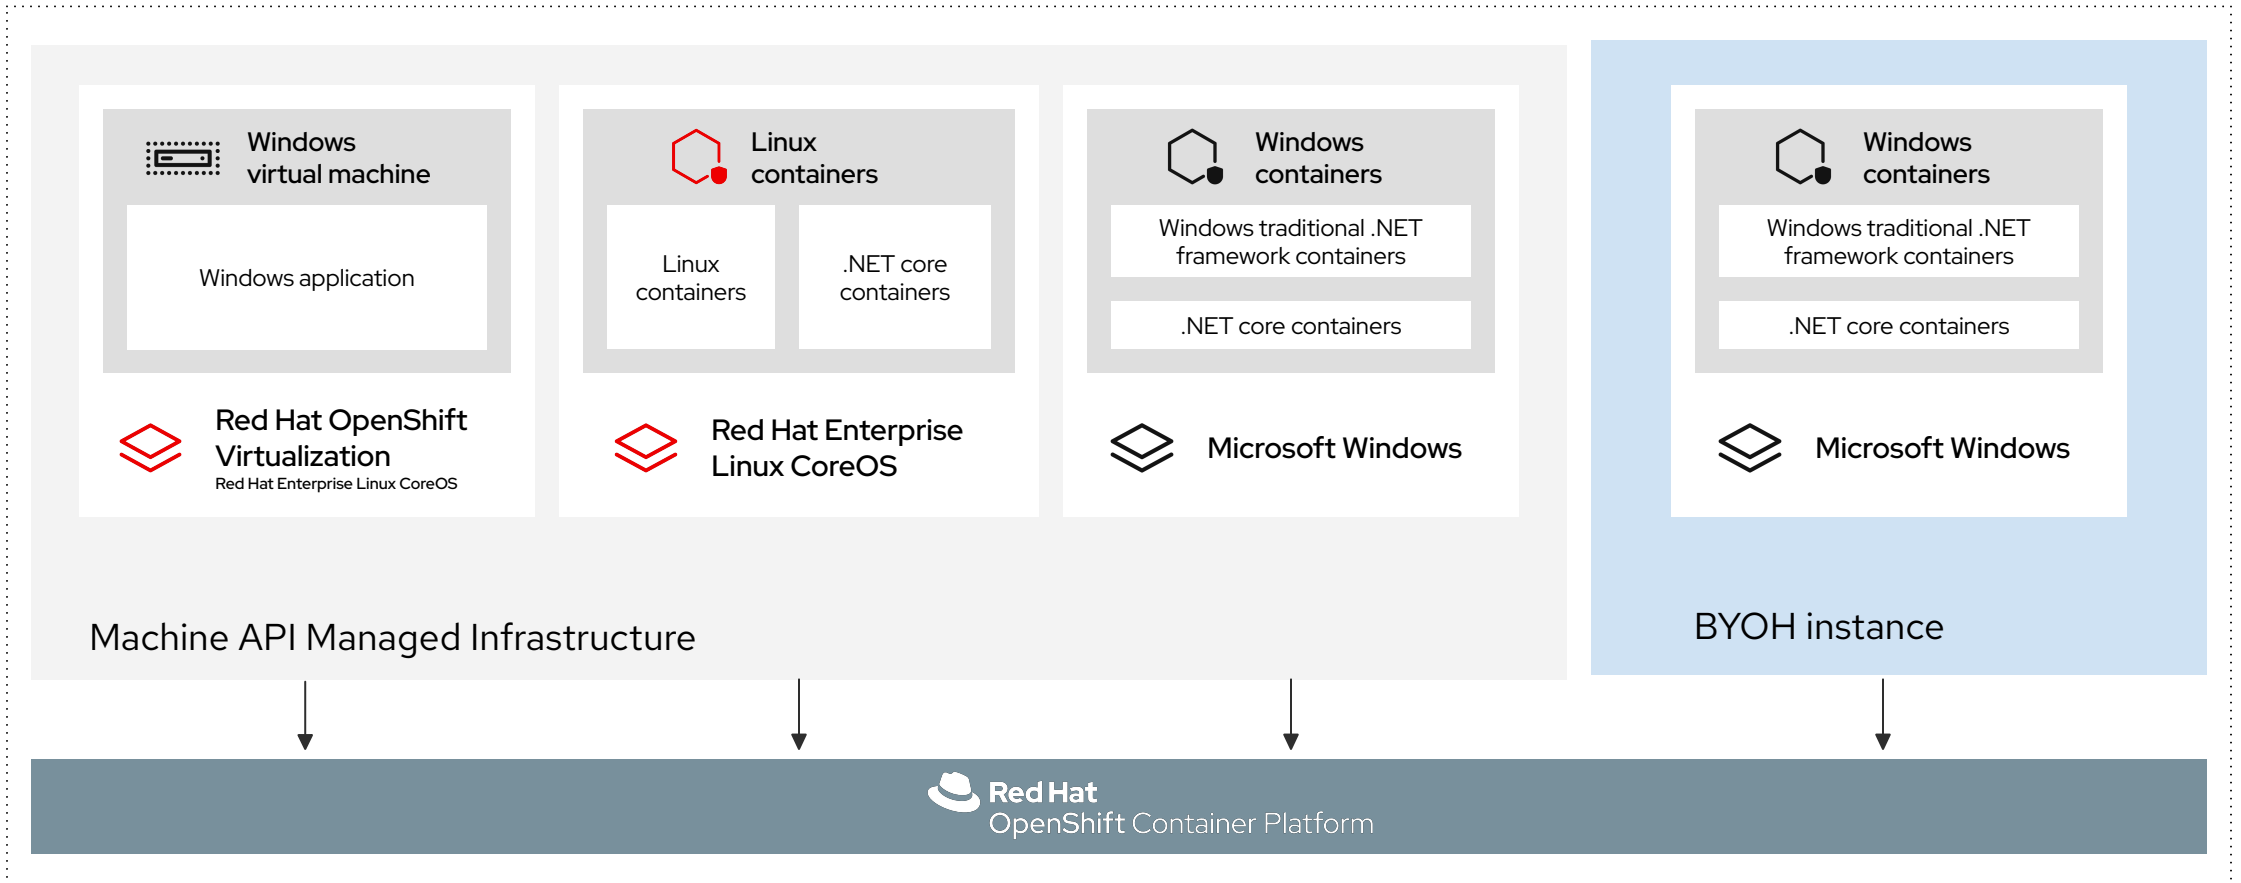 Windows
virtual machine
Windows application
Red Hat OpenShift
Virtualization
Red Hat Enterprise Linux CoreOS
Linux
containers
Linux
containers
.NET core
containers
Red Hat Enterprise
Linux CoreOS
Windows
containers
Windows traditional .NET
framework containers
.NET core containers
Microsoft Windows
Machine API Managed Infrastructure
Windows
containers
Windows traditional .NET
framework containers
.NET core containers
Microsoft Windows
BYOH instance
Red Hat
OpenShift Container Platform